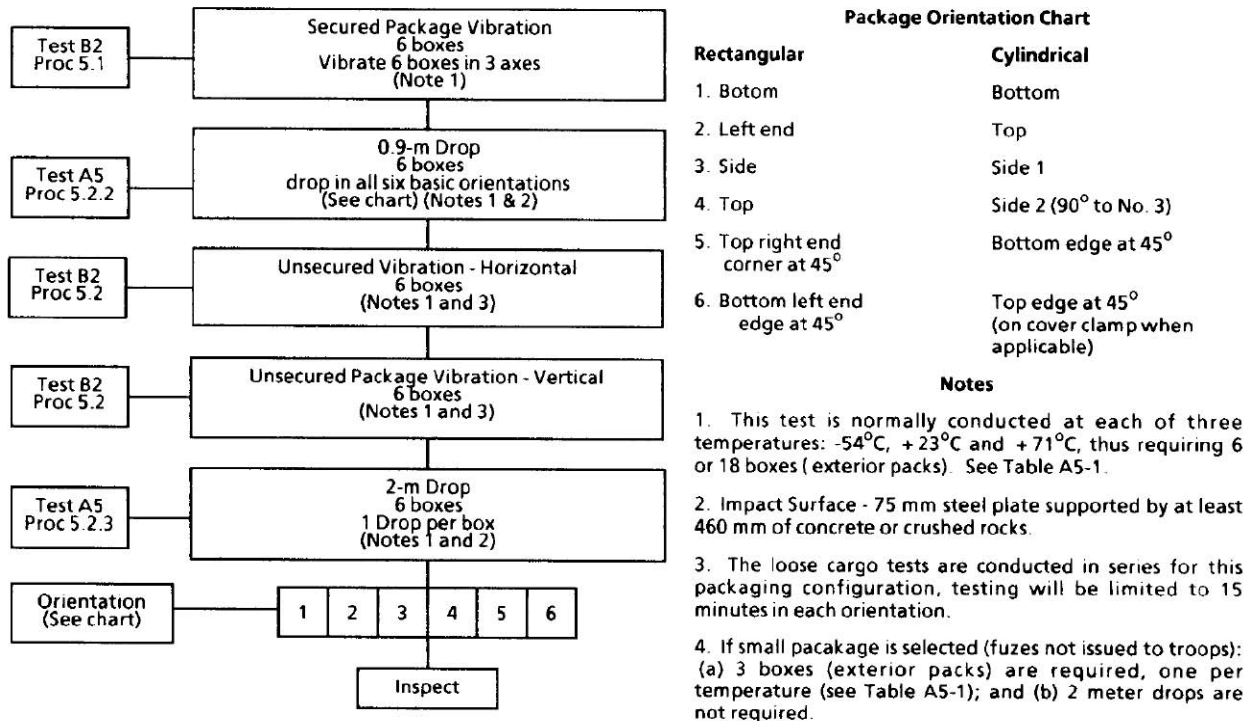 Test B2
Proc 5.1
Secured Package Vibration
6 boxes
Vibrate 6 boxes in 3 axes
(Note 1)
Test A5
Proc 5.2.2
0.9-m Drop
6 boxes
drop in all six basic orientations
(See chart) (Notes 1 & 2)
Test B2
Proc 5.2
Unsecured Vibration - Horizontal
6 boxes
(Notes 1 and 3)
Test B2
Proc 5.2
Unsecured Package Vibration - Vertical
6 boxes
(Notes 1 and 3)
Test A5
Proc 5.2.3
2-m Drop
6 boxes
1 Drop per box
(Notes 1 and 2)
Orientation
(See chart)
1 2 3 4 5 6
Inspect
Package Orientation Chart
Rectangular Cylindrical
1. Botom Bottom
2. Left end Top
3. Side Side 1
4. Top Side 2 (90° to No. 3)
5. Top right end Bottom edge at 45°
corner at 45°
6. Bottom left end Top edge at 45°
edge at 45° (on cover clamp when
applicable)
Notes
1. This test is normally conducted at each of three
temperatures: -54°C, +23°C and +71°C, thus requiring 6
or 18 boxes (exterior packs). See Table A5-1.
2. Impact Surface - 75 mm steel plate supported by at least
460 mm of concrete or crushed rocks.
3. The loose cargo tests are conducted in series for this
packaging configuration, testing will be limited to 15
minutes in each orientation.
4. If small pacakage is selected (fuzes not issued to troops):
(a) 3 boxes (exterior packs) are required, one per
temperature (see Table A5-1); and (b) 2 meter drops are
not required.